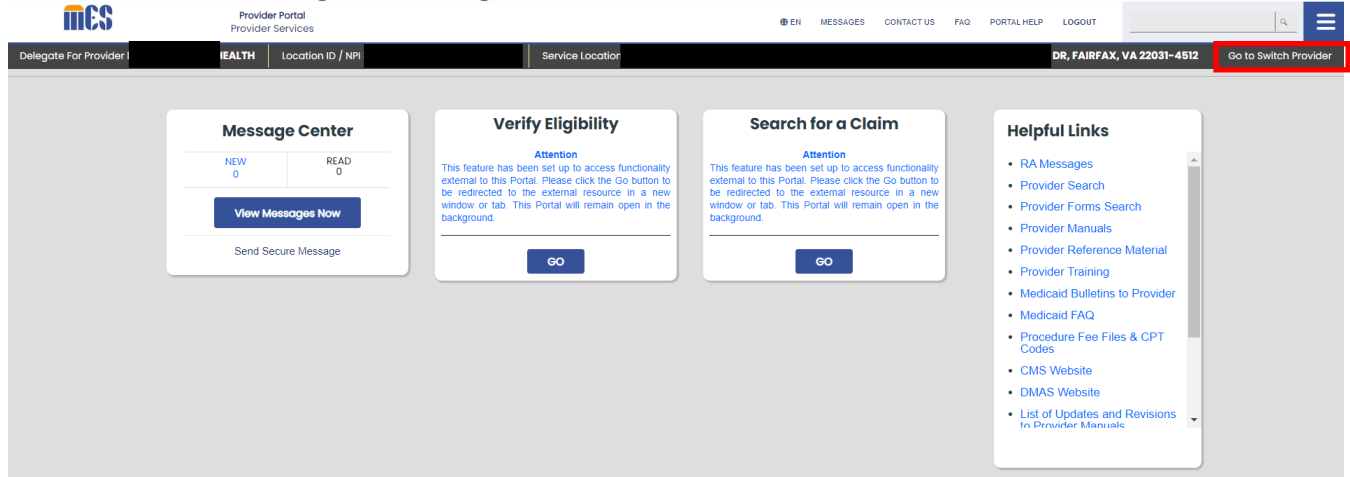 mes
Provider Portal
Provider Services
EN MESSAGES CONTACT US FAQ PORTAL HELP LOGOUT
Delegate For Provider
HEALTH
Location ID / NPI
Service Location
DR, FAIRFAX, VA 22031-4512
Go to Switch Provider
Message Center
NEW READ
0 0
View Messages Now
Send Secure Message
Verify Eligibility
Attention
This feature has been set up to access functionality
external to this Portal. Please click the Go button to
be redirected to the external resource in a new
window or tab. This Portal will remain open in the
background.
GO
Search for a Claim
Attention
This feature has been set up to access functionality
external to this Portal. Please click the Go button to
be redirected to the external resource in a new
window or tab. This Portal will remain open in the
background.
GO
Helpful Links
• RA Messages
• Provider Search
• Provider Forms Search
• Provider Manuals
• Provider Reference Material
• Provider Training
• Medicaid Bulletins to Provider
• Medicaid FAQ
• Procedure Fee Files & CPT
Codes
• CMS Website
• DMAS Website
• List of Updates and Revisions
to Provider Manuals